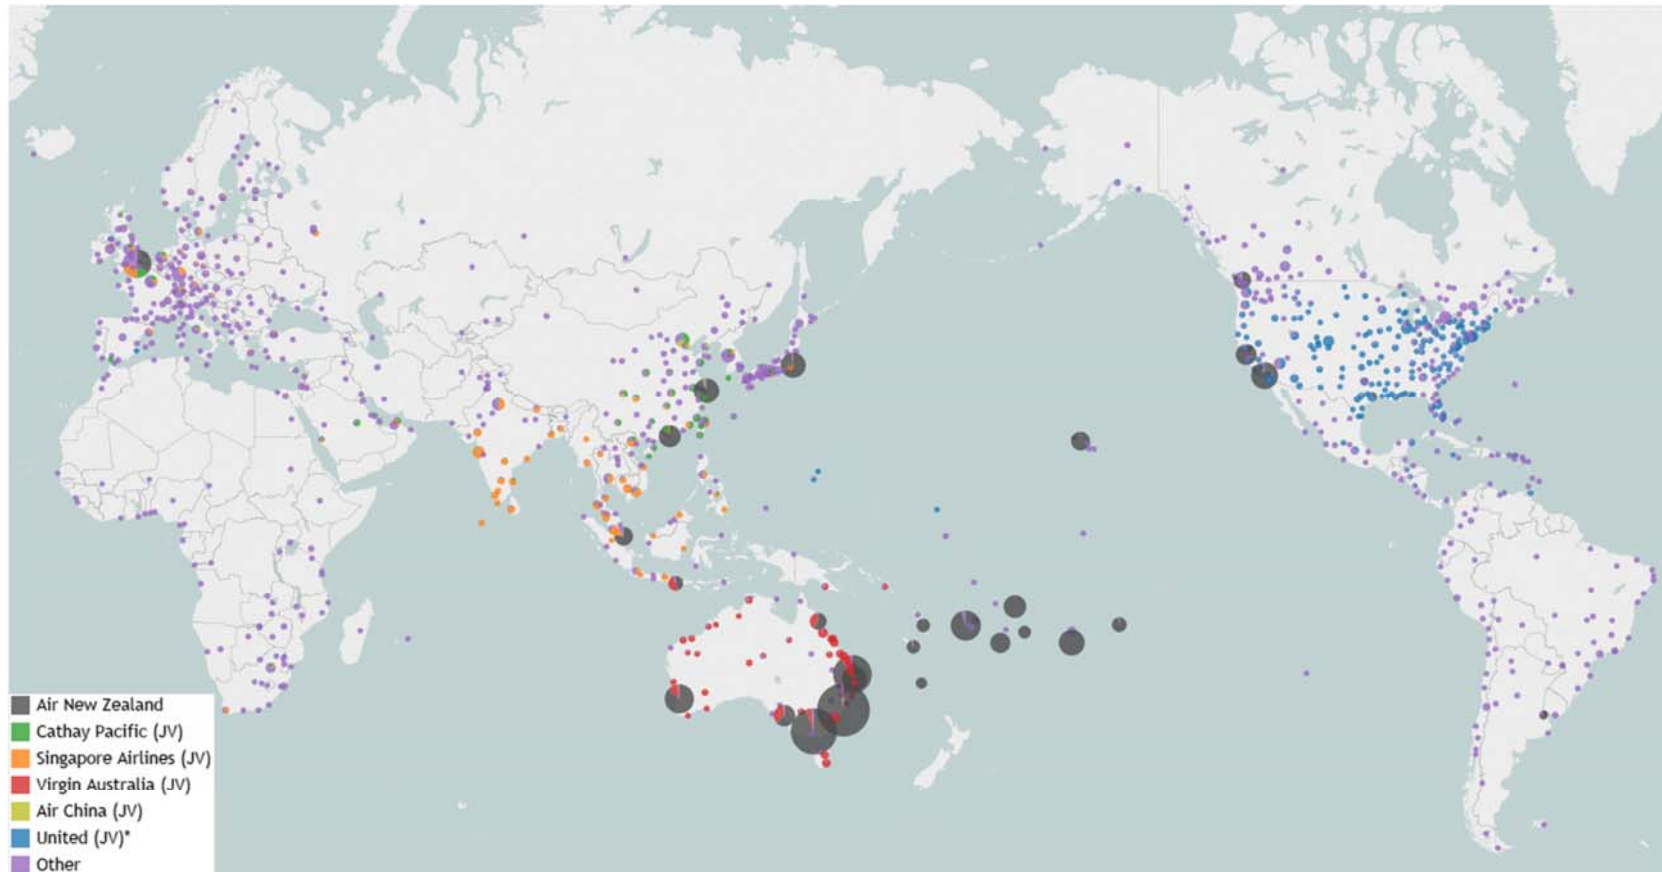 Air New Zealand
Cathay Pacific (JV)
Singapore Airlines (JV)
Virgin Australia (JV)
Air China (JV)
United (JV)*
Other